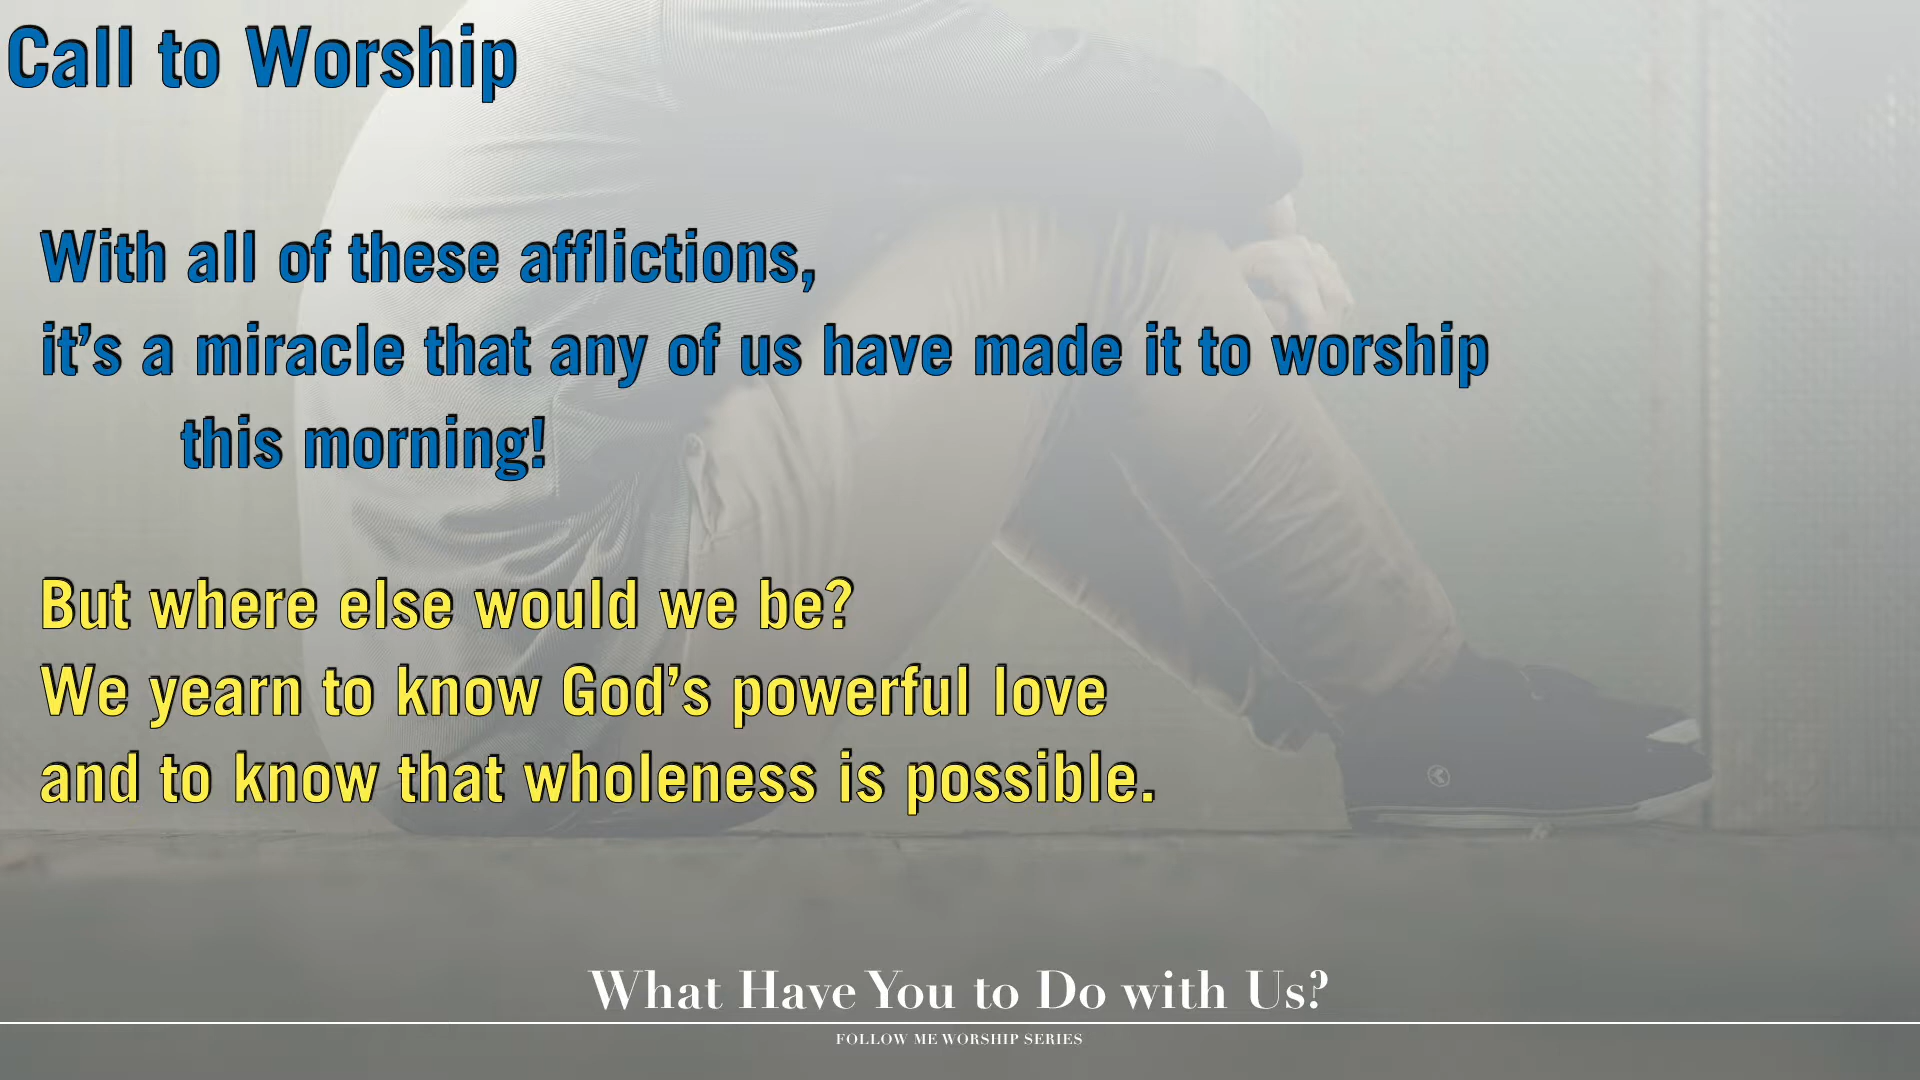 Call to Worship
With all of these afflictions,
it’s a miracle that any of us have made it to worship
this morning!
But where else would we be?
We yearn to know God’s powerful love
and to know that wholeness is possible.
What Have You to Do with Us?
FOLLOW ME WORSHIP SERIES